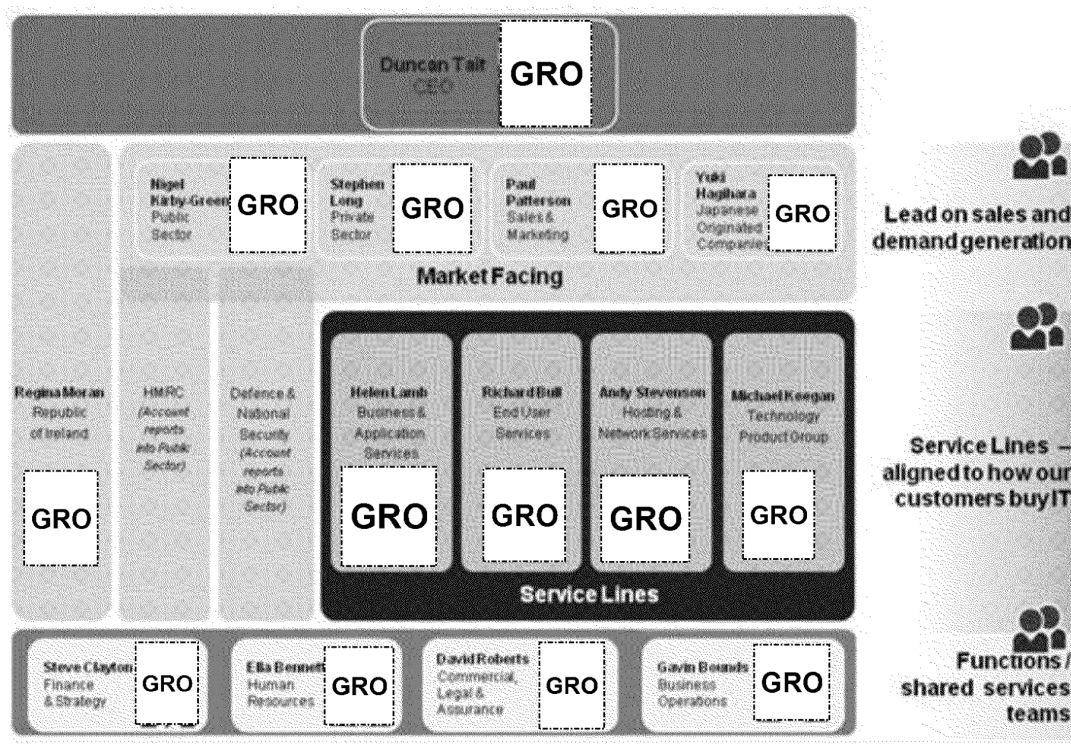 Duncan Tait
CEO
GRO
Nigel
Kirby-Green
Public
Sector
GRO
Stephen
Long
Private
Sector
GRO
Paul
Patterson
Sales &
Marketing
GRO
Yuki
Hagihara
Japanese
Originated
Companies
GRO
Market Facing
Lead on sales and
demand generation
Regina Moran
Republic
of Ireland
GRO
HMRC
(Account
reports
into Public
Sector)
Defence &
National
Security
(Account
reports
into Public
Sector)
Helen Lamb
Business &
Application
Services
GRO
Richard Bull
End User
Services
GRO
Andy Stevenson
Hosting &
Network Services
GRO
Michael Keegan
Technology
Product Group
GRO
Service Lines
Service Lines –
aligned to how our
customers buy IT
Steve Clayton
Finance
& Strategy
GRO
Ella Bennett
Human
Resources
GRO
David Roberts
Commercial,
Legal &
Assurance
GRO
Gavin Bounds
Business
Operations
GRO
Functions /
shared services
teams